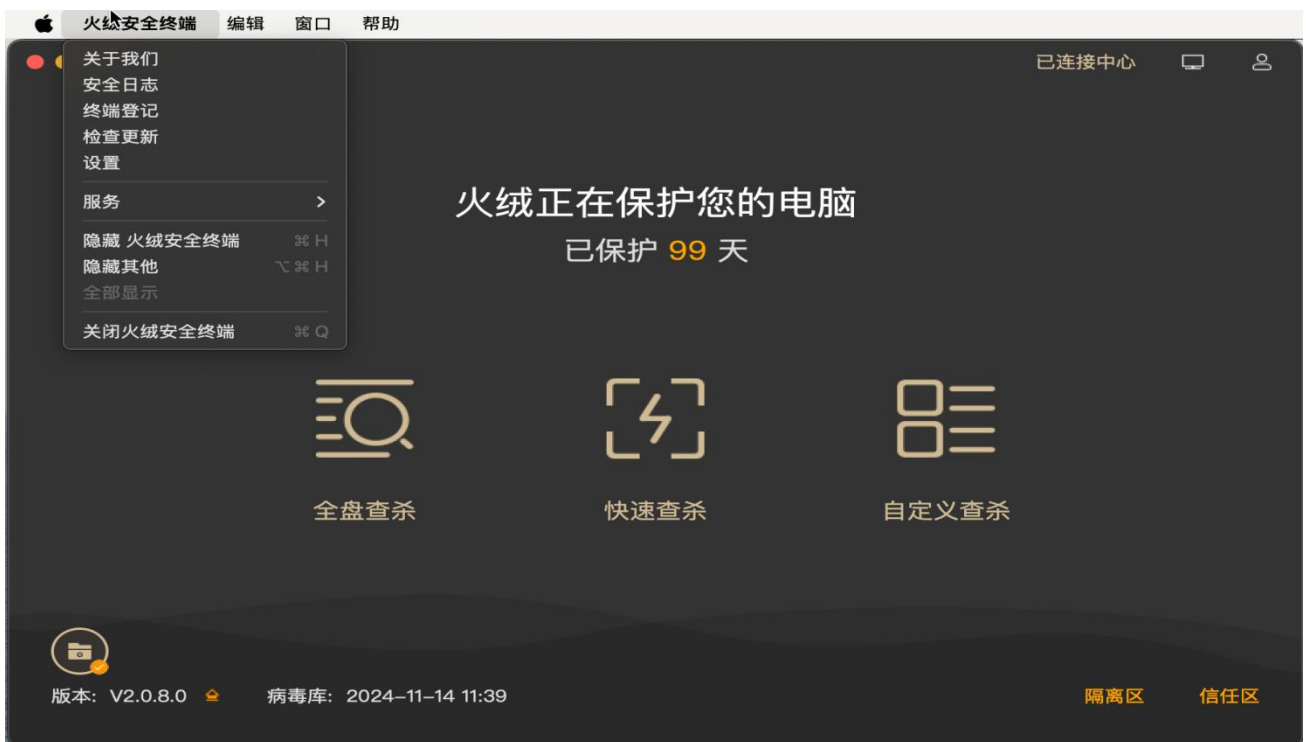 火绒安全终端 编辑 窗口 帮助
关于我们
安全日志
终端登记
检查更新
设置
服务
隐藏 火绒安全终端 ⌘ H
隐藏其他 ⌥ ⌘ H
全部显示
关闭火绒安全终端 ⌘ Q
已连接中心
火绒正在保护您的电脑
已保护 99 天
全盘查杀 快速查杀 自定义查杀
版本: V2.0.8.0 病毒库: 2024-11-14 11:39 隔离区 信任区